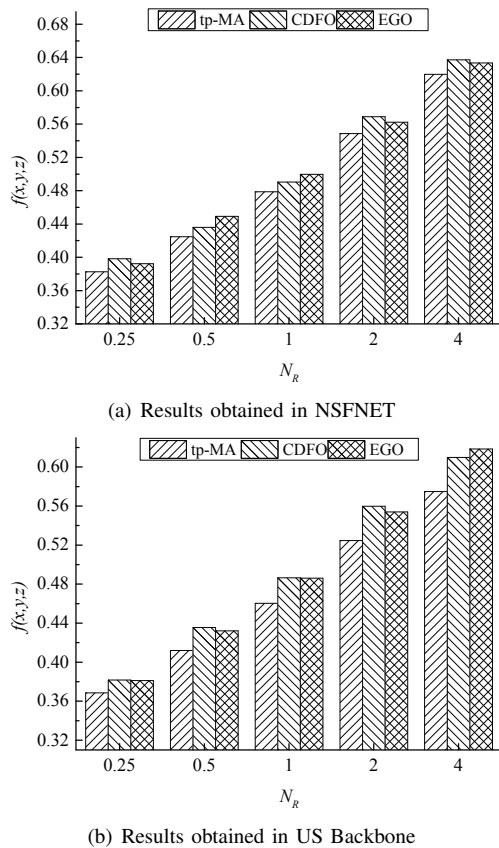 tp-MA CDFO EGO
0.68
0.64
0.60
0.56
0.52
0.48
0.44
0.40
0.36
0.32
f(x,y,z)
0.25 0.5 1 2 4
N_R
(a) Results obtained in NSFNET
tp-MA CDFO EGO
0.60
0.56
0.52
0.48
0.44
0.40
0.36
0.32
f(x,y,z)
0.25 0.5 1 2 4
N_R
(b) Results obtained in US Backbone